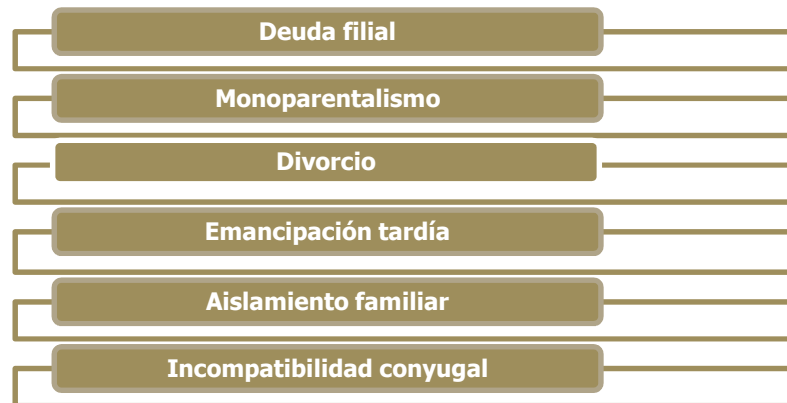 Deuda filial
Monoparentalismo
Divorcio
Emancipación tardía
Aislamiento familiar
Incompatibilidad conyugal